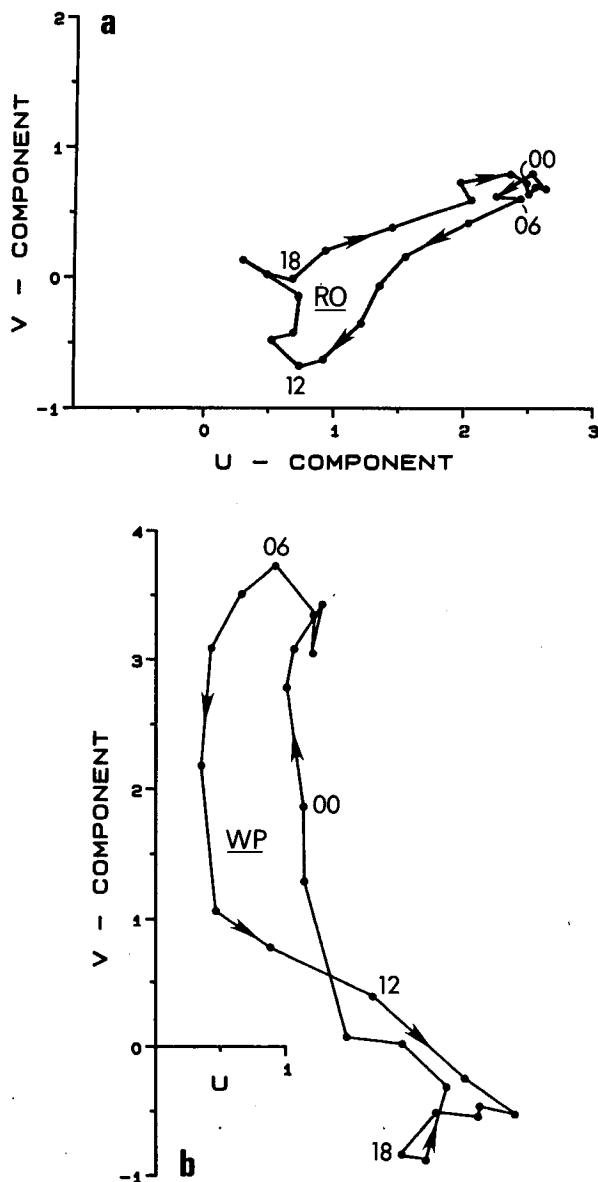 a
2
1
0
-1
V - COMPONENT
00
06
18
RO
12
0 1 2 3
U - COMPONENT
4
3
2
1
0
-1
V - COMPONENT
06
00
WP
12
18
U 1
b